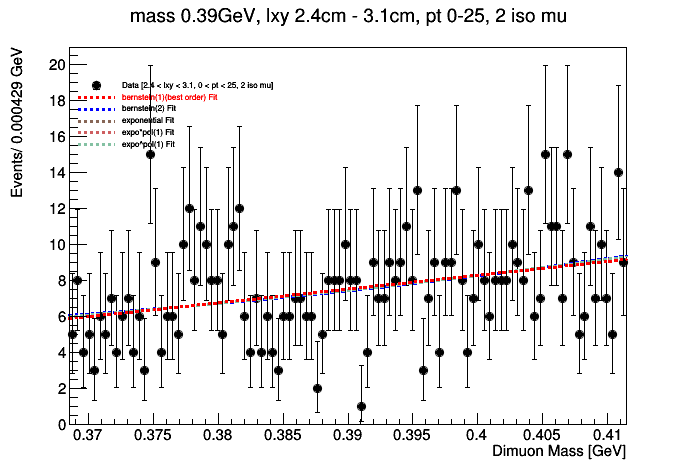 mass 0.39GeV, lxy 2.4cm - 3.1cm, pt 0-25, 2 iso mu
Events/ 0.000429 GeV
20
18
16
14
12
10
8
6
4
2
0
Data [2.4 < lxy < 3.1, 0 < pt < 25, 2 iso mu]
bernstein(1)(best order) Fit
bernstein(2) Fit
exponential Fit
expo*pol(1) Fit
expo^pol(1) Fit
0.37 0.375 0.38 0.385 0.39 0.395 0.4 0.405 0.41
Dimuon Mass [GeV]